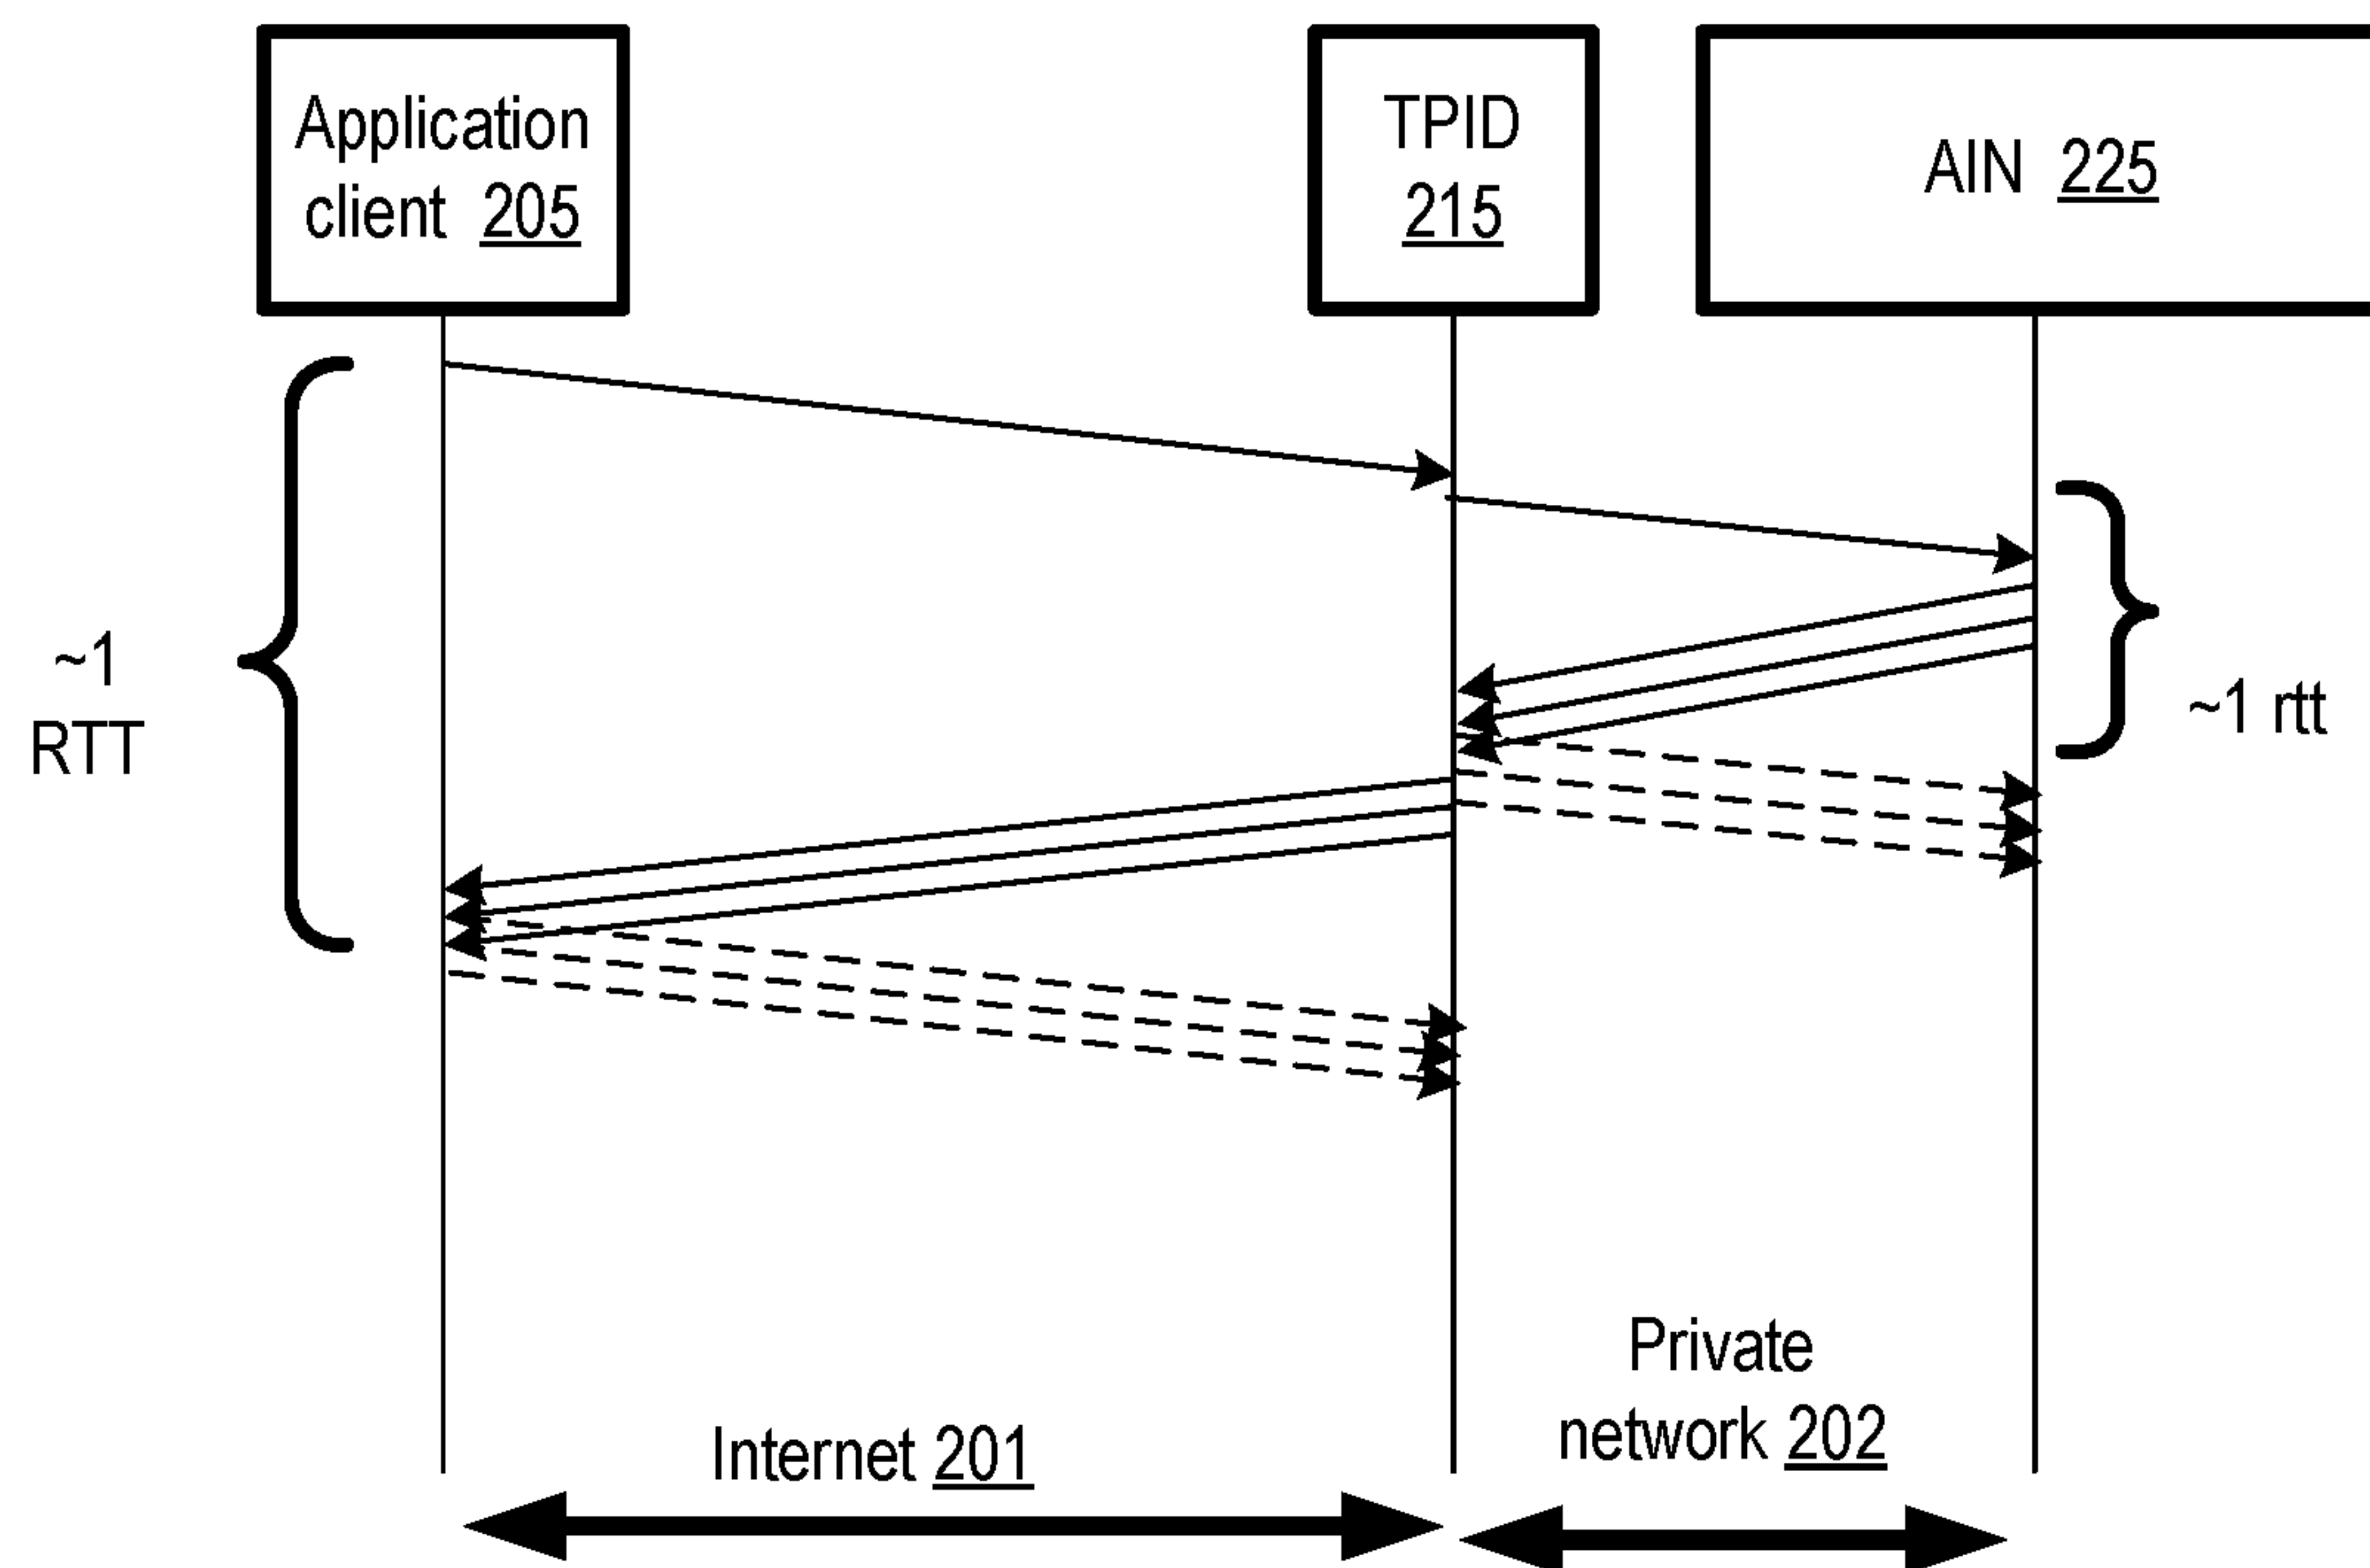 Application
client 205
TPID
215
AIN 225
~1
RTT
~1 rtt
Private
network 202
Internet 201